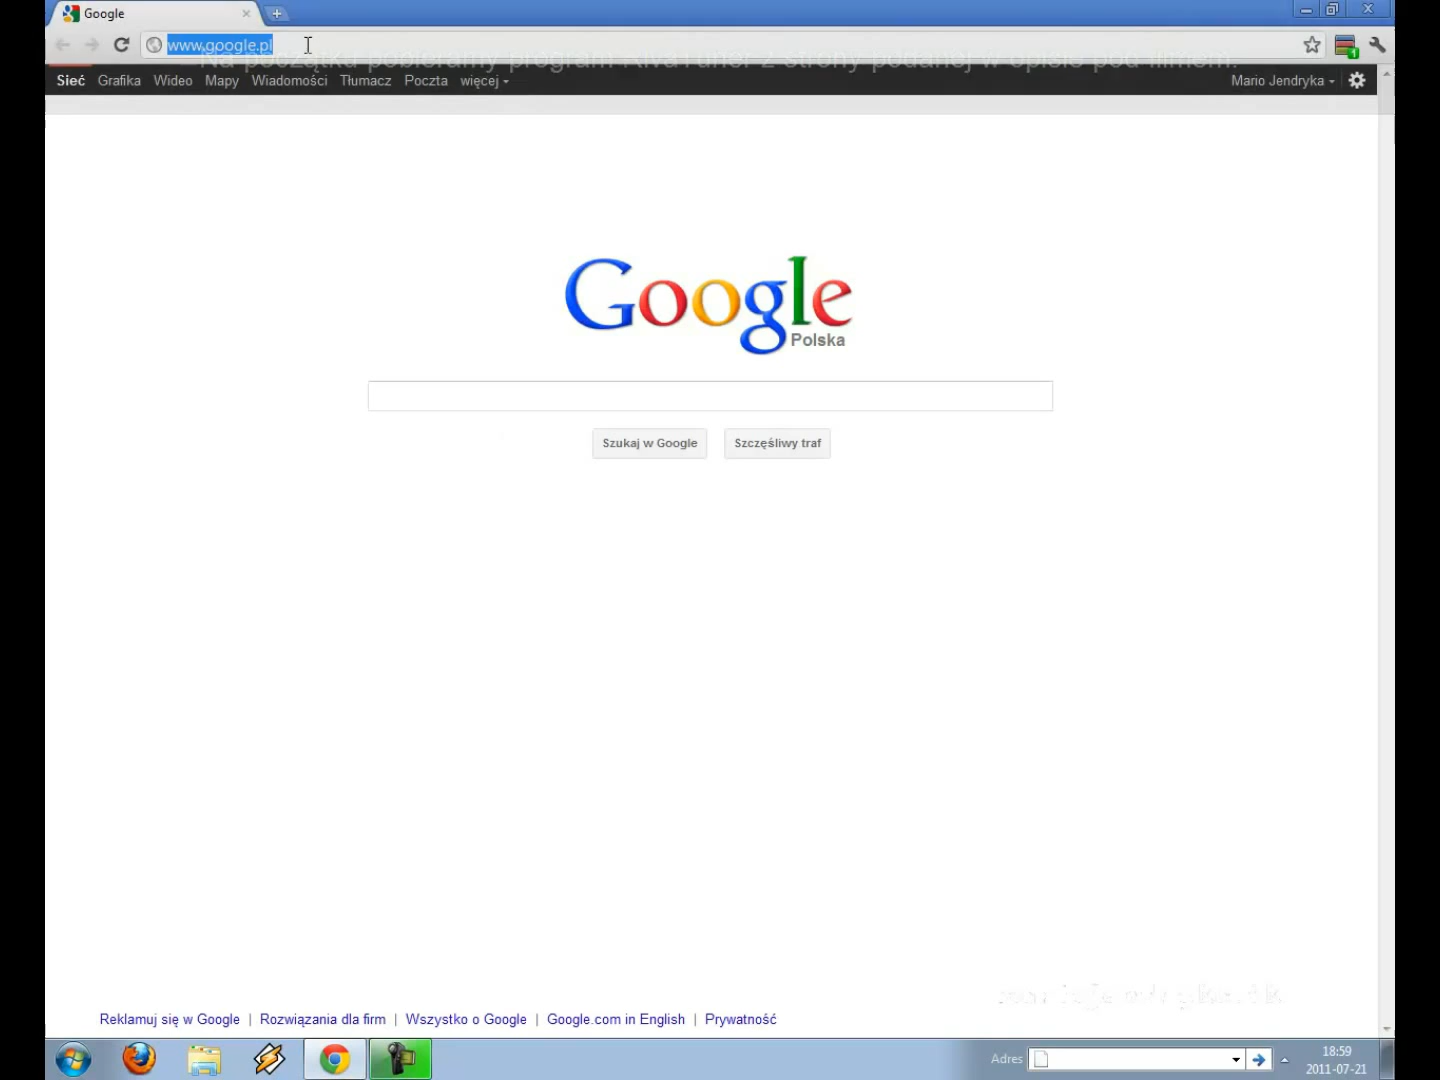 Google
www.google.pl
Na początku pobieramy program RivaTuner z strony podanej w opisie pod filmem.
Sieć Grafika Wideo Mapy Wiadomości Tłumacz Poczta więcej
Mario Jendryka
Google
Polska
Szukaj w Google Szczęśliwy traf
Reklamuj się w Google | Rozwiązania dla firm | Wszystko o Google | Google.com in English | Prywatność
Adres
18:59
2011-07-21
1